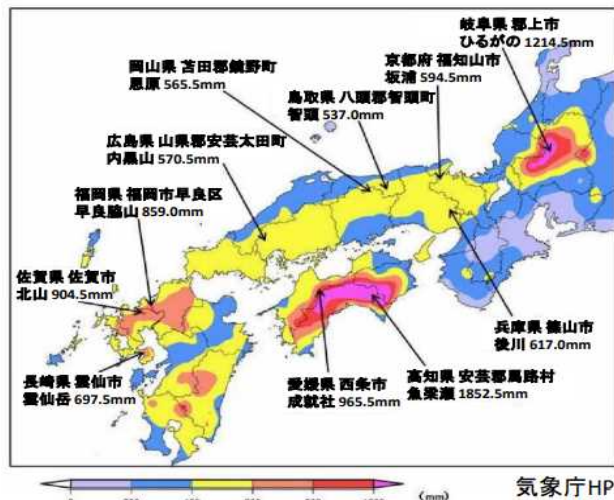 岐阜県 郡上市
ひるがの 1214.5mm
岡山県 苫田郡鏡野町
恩原 565.5mm
京都府 福知山市
坂浦 594.5mm
鳥取県 八頭郡智頭町
智頭 537.0mm
広島県 山県郡安芸太田町
内黒山 570.5mm
福岡県 福岡市早良区
早良脇山 859.0mm
佐賀県 佐賀市
北山 904.5mm
長崎県 雲仙市
雲仙岳 697.5mm
愛媛県 西条市
成就社 965.5mm
高知県 安芸郡馬路村
魚梁瀬 1852.5mm
兵庫県 篠山市
後川 617.0mm
(mm)
気象庁HP